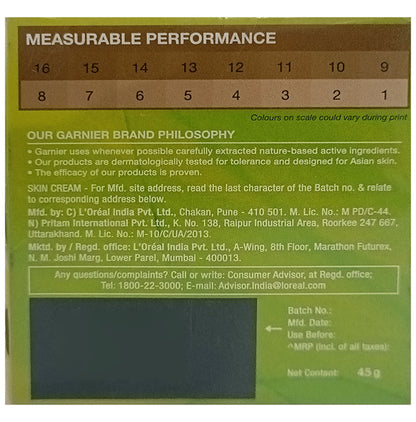 MEASURABLE PERFORMANCE
16 15 14 13 12 11 10 9
8 7 6 5 4 3 2 1
Colours on scale could vary during print
OUR GARNIER BRAND PHILOSOPHY
• Garnier uses whenever possible carefully extracted nature-based active ingredients.
• Our products are dermatologically tested for tolerance and designed for Asian skin.
• The efficacy of our products is proven.
SKIN CREAM - For Mfd. site address, read the last character of the Batch no. & relate
to corresponding address below.
Mfd. by: C) L'Oréal India Pvt. Ltd., Chakan, Pune - 410 501. M. Lic. No.: M PD/C-44.
N) Pritam International Pvt. Ltd., K. No. 138, Raipur Industrial Area, Roorkee 247 667,
Uttarakhand. M. Lic. No.: M-10/C/UA/2013.
Mktd. by / Regd. office: L'Oréal India Pvt. Ltd., A-Wing, 8th Floor, Marathon Futurex,
N. M. Joshi Marg, Lower Parel, Mumbai - 400013.
Any questions/complaints? Call or write: Consumer Advisor, at Regd. office;
Tel: 1800-22-3000; E-mail: Advisor.India@loreal.com
Batch No.:
Mfd. Date:
Use Before:
^MRP (Incl. of all taxes):
Net Content: 45 g